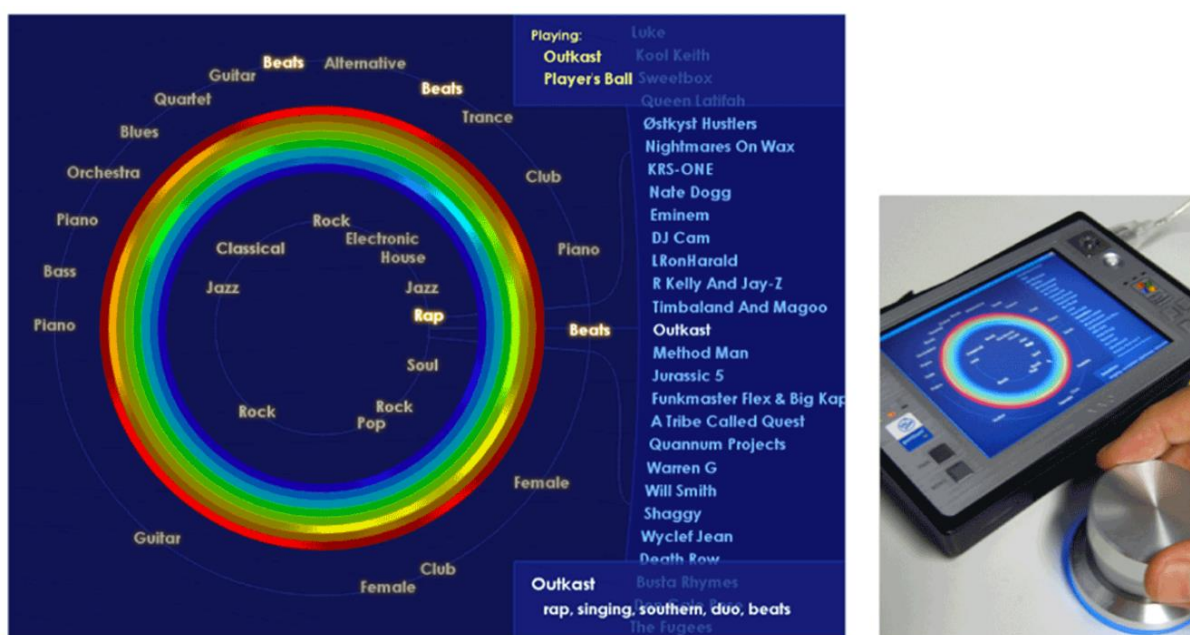 Playing:
Outkast
Player's Ball
Luke
Kool Keith
Sweetbox
Queen Latifah
Østkyst Hustlers
Nightmares On Wax
KRS-ONE
Nate Dogg
Eminem
DJ Cam
LRonHarald
R Kelly And Jay-Z
Timbaland And Magoo
Outkast
Method Man
Jurassic 5
Funkmaster Flex & Big Kap
A Tribe Called Quest
Quannum Projects
Warren G
Will Smith
Shaggy
Wyclef Jean
Death Row
Busta Rhymes
The Fugees
Outkast
rap, singing, southern, duo, beats
Beats
Alternative
Guitar
Beats
Quartet
Trance
Blues
Orchestra
Club
Piano
Piano
Bass
Piano
Beats
Female
Guitar
Club
Female
Rock
Classical
Electronic
House
Jazz
Jazz
Rap
Soul
Rock
Rock
Pop